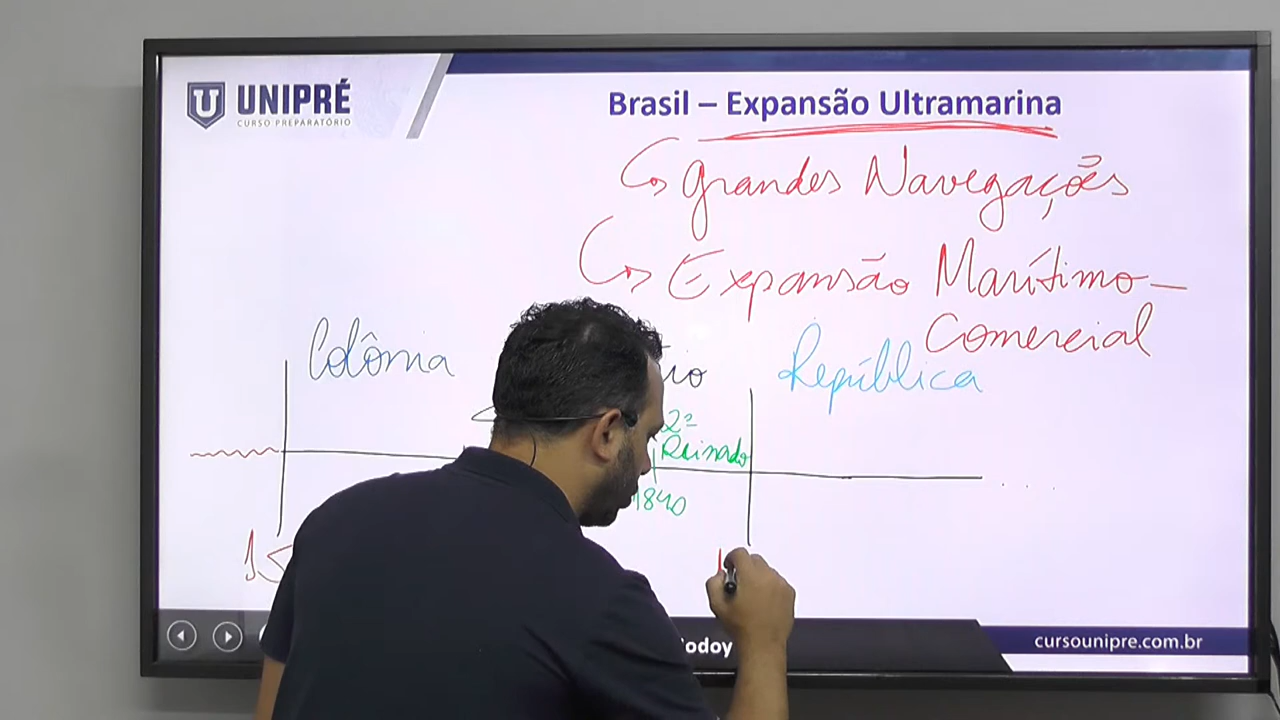 UNIPRÉ
CURSO PREPARATÓRIO
Brasil – Expansão Ultramarina
Grandes Navegações
Expansão Marítimo–
Comercial
Colônia
República
2º
Reinado
1840
cursounipre.com.br